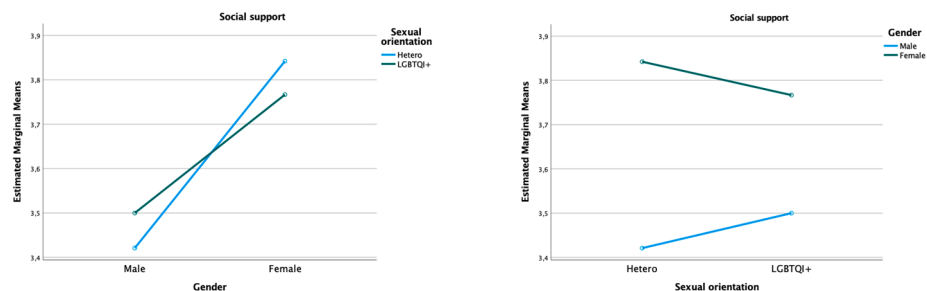 Social support
3,9
3,8
3,7
3,6
3,5
3,4
Estimated Marginal Means
Male
Female
Gender
Sexual
orientation
Hetero
LGBTQI+
Social support
3,9
3,8
3,7
3,6
3,5
3,4
Estimated Marginal Means
Hetero
LGBTQI+
Sexual orientation
Gender
Male
Female